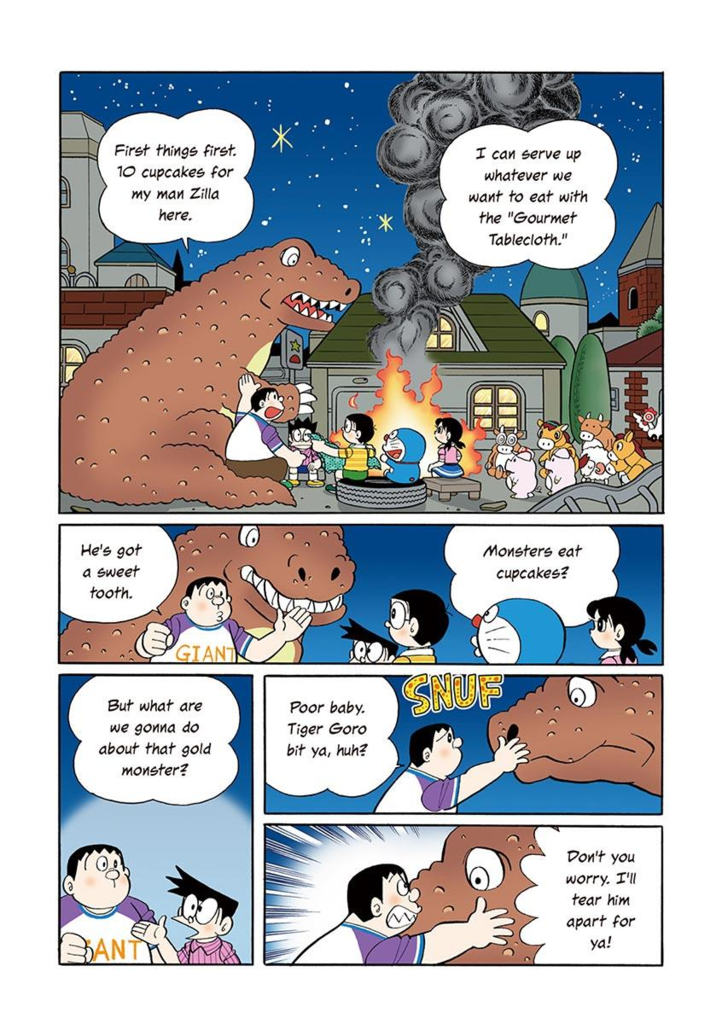 First things first.
10 cupcakes for
my man Zilla
here.
I can serve up
whatever we
want to eat with
the "Gourmet
Tablecloth."
He's got
a sweet
tooth.
Monsters eat
cupcakes?
GIANT
But what are
we gonna do
about that gold
monster?
IANT
SNUF
Poor baby.
Tiger Goro
bit ya, huh?
Don't you
worry. I'll
tear him
apart for
ya!